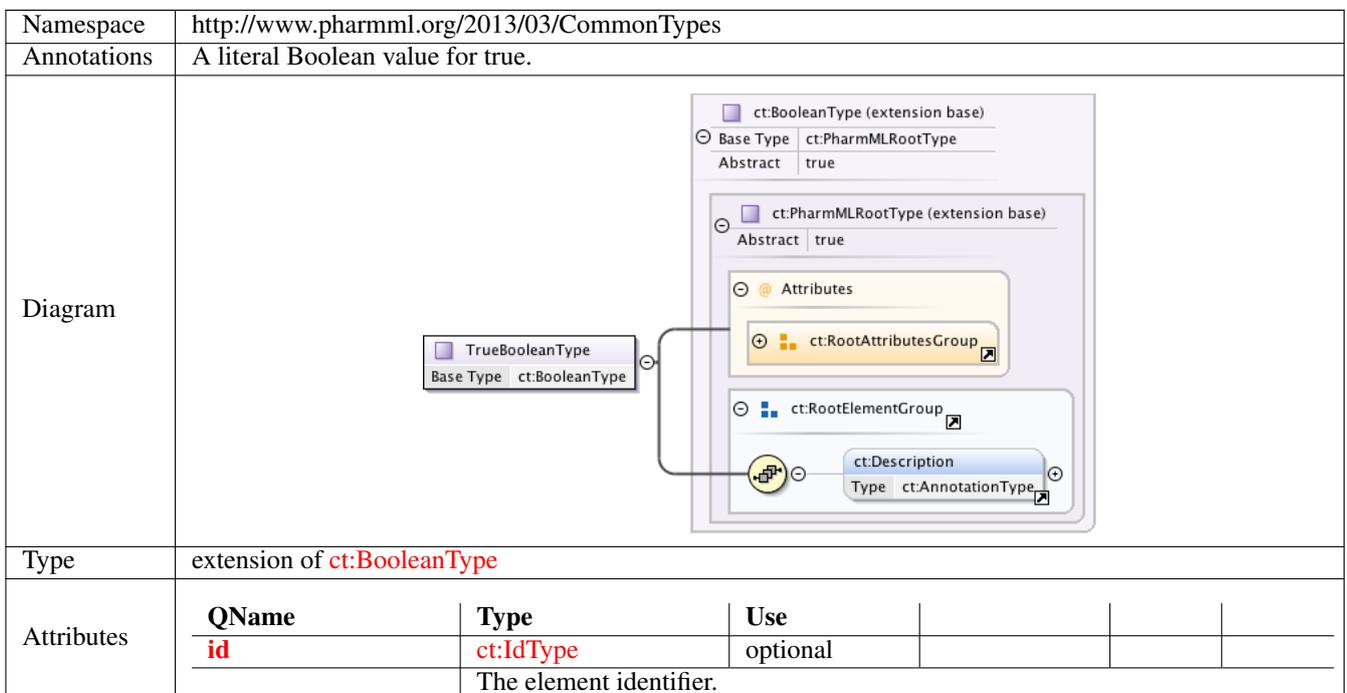 Namespace http://www.pharmml.org/2013/03/CommonTypes
Annotations A literal Boolean value for true.
Diagram
ct:BooleanType (extension base)
Base Type ct:PharmMLRootType
Abstract true
ct:PharmMLRootType (extension base)
Abstract true
@ Attributes
ct:RootAttributesGroup
TrueBooleanType
Base Type ct:BooleanType
ct:RootElementGroup
ct:Description
Type ct:AnnotationType
Type extension of ct:BooleanType
Attributes
QName Type Use
id ct:IdType optional
The element identifier.